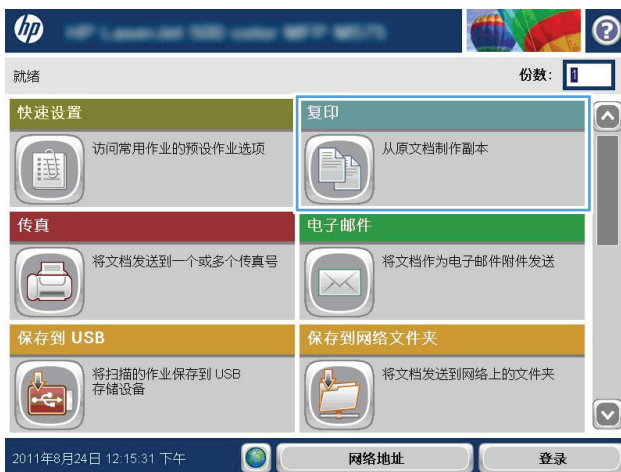 hp
就绪
份数: 1
快速设置
访问常用作业的预设作业选项
复印
从原文档制作副本
传真
将文档发送到一个或多个传真号
电子邮件
将文档作为电子邮件附件发送
保存到 USB
将扫描的作业保存到 USB
存储设备
保存到网络文件夹
将文档发送到网络上的文件夹
2011年8月24日 12:15:31 下午
网络地址
登录